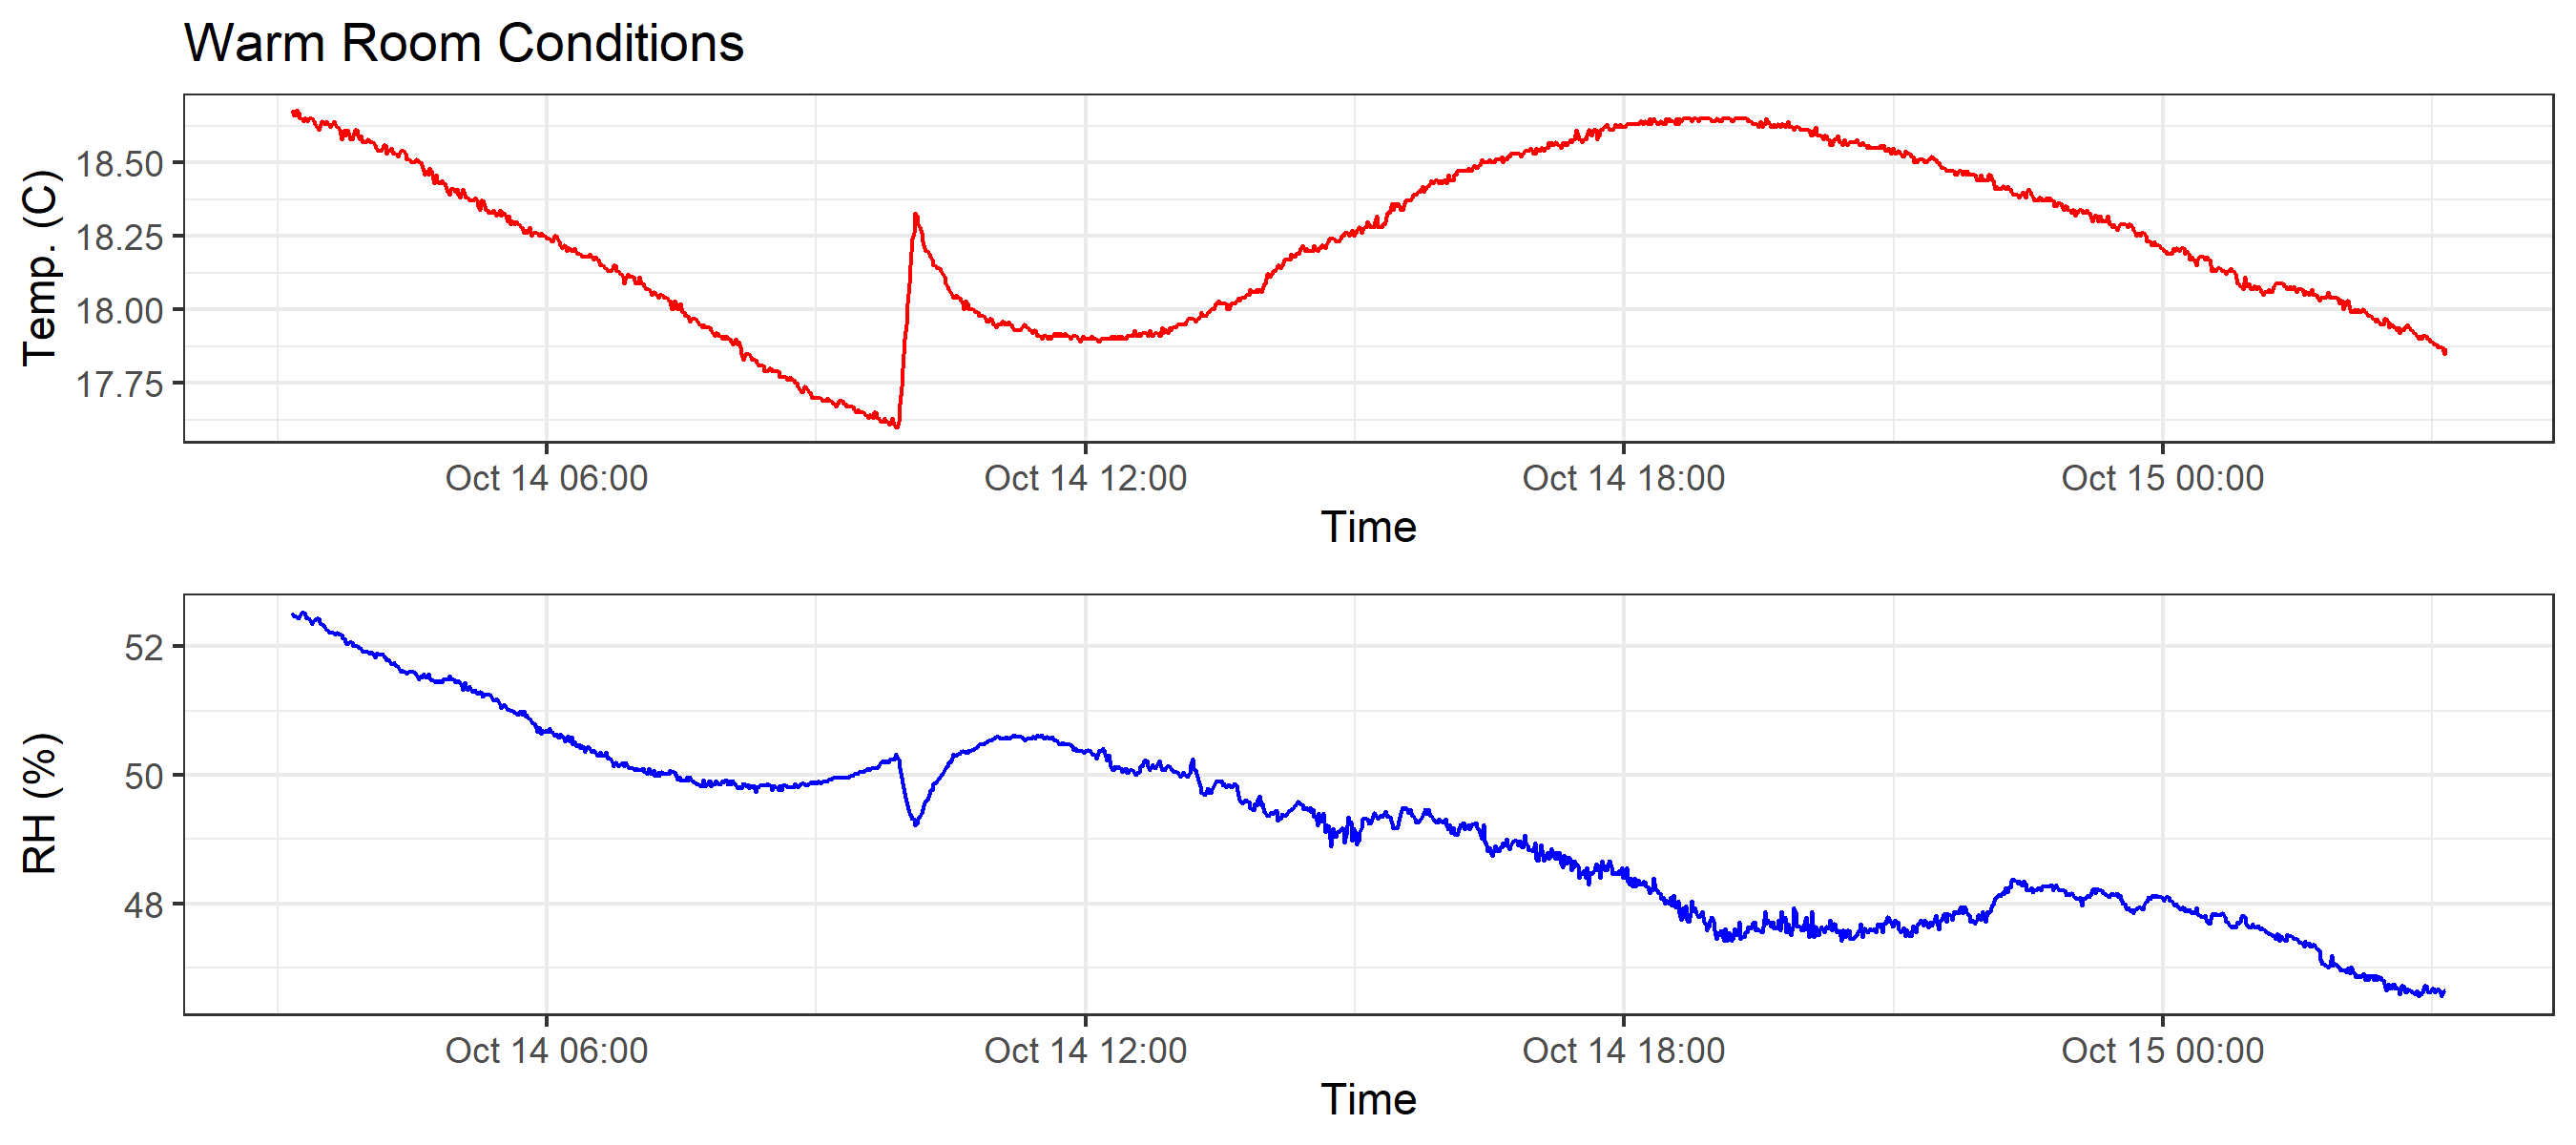 Warm Room Conditions
Temp. (C)
18.50
18.25
18.00
17.75
Oct 14 06:00 Oct 14 12:00 Oct 14 18:00 Oct 15 00:00
Time
RH (%)
52
50
48
Oct 14 06:00 Oct 14 12:00 Oct 14 18:00 Oct 15 00:00
Time